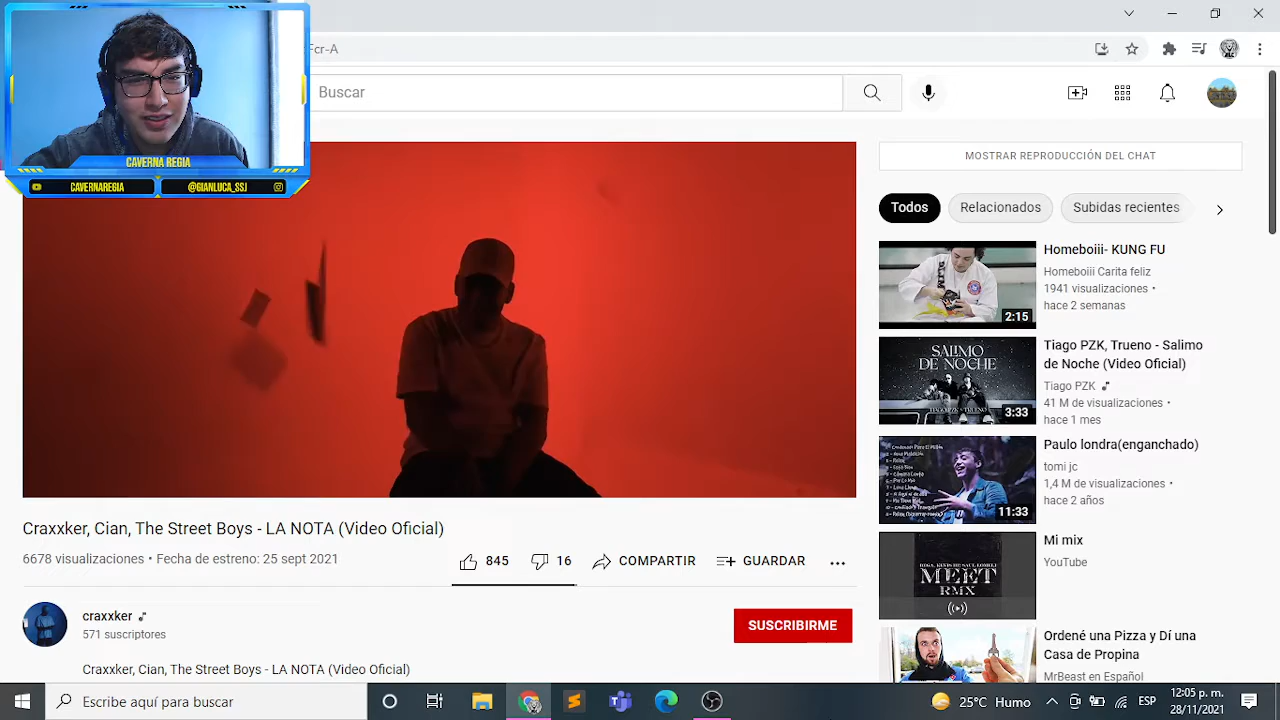 Fcr-A
Buscar
CAVERNA REGIA
CAVERNAREGIA
@GIANLUCA_SSJ
MOSTRAR REPRODUCCIÓN DEL CHAT
Todos
Relacionados
Subidas recientes
Homeboiii- KUNG FU
Homeboiii Carita feliz
1941 visualizaciones •
hace 2 semanas
2:15
SALIMO
DE NOCHE
TIAGO PZK TRUENO
3:33
Tiago PZK, Trueno - Salimo
de Noche (Video Oficial)
Tiago PZK
41 M de visualizaciones •
hace 1 mes
Paulo londra(enganchado)
tomi jc
1,4 M de visualizaciones •
hace 2 años
11:33
Craxxker, Cian, The Street Boys - LA NOTA (Video Oficial)
6678 visualizaciones • Fecha de estreno: 25 sept 2021
845
16
COMPARTIR
GUARDAR
MEET
RMX
Mi mix
YouTube
craxxker
571 suscriptores
SUSCRIBIRME
Craxxker, Cian, The Street Boys - LA NOTA (Video Oficial)
Ordené una Pizza y Dí una
Casa de Propina
MrBeast en Español
Escribe aquí para buscar
25°C Humo
ESP
12:05 p. m.
28/11/2021